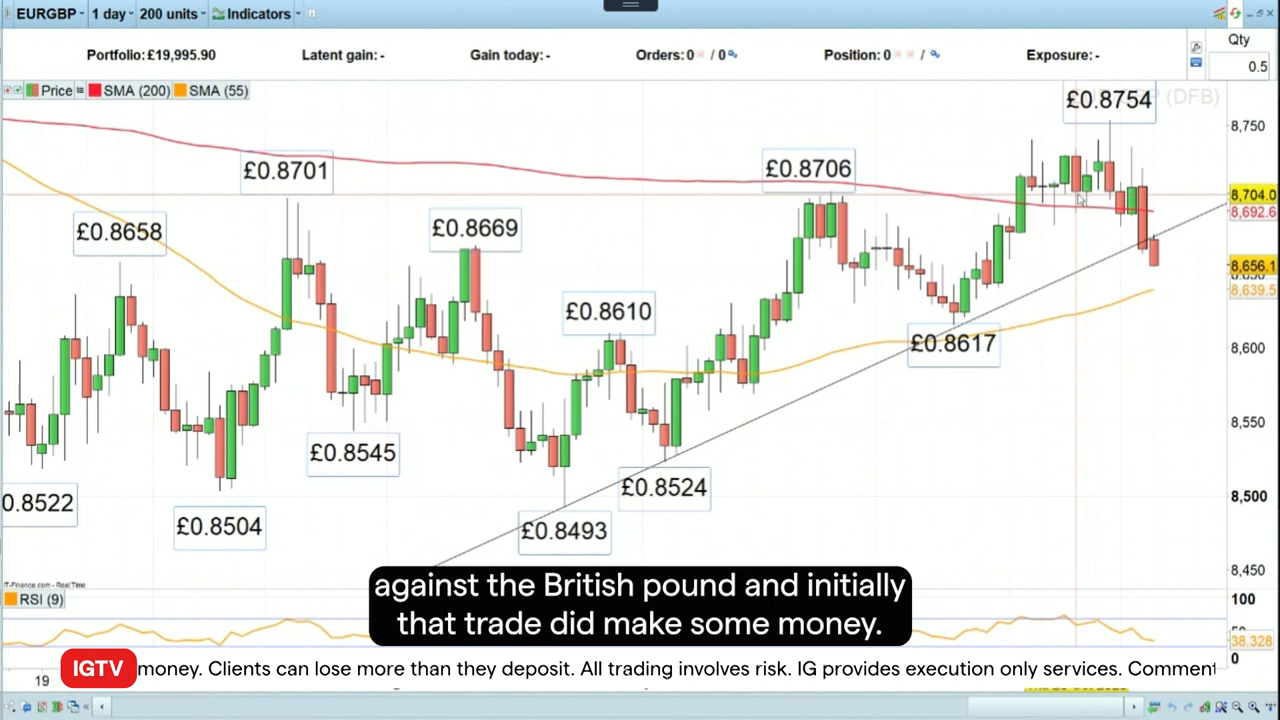 EURGBP 1 day 200 units Indicators
Portfolio:£19,995.90 Latent gain:- Gain today:- Orders:0 / 0 Position:0 / Exposure:- Qty
0.5
Price SMA (200) SMA (55)
(DFB)
£0.8754
8,750
£0.8701
£0.8706
8,704.0
8,692.6
£0.8658
£0.8669
8,656.1
8,639.5
£0.8610
£0.8617
8,600
8,550
£0.8545
£0.8524
0.8522
£0.8504
£0.8493
8,500
8,450
IT-Finance.com - Real Time
RSI (9)
100
38.328
0
against the British pound and initially
that trade did make some money.
IGTV money. Clients can lose more than they deposit. All trading involves risk. IG provides execution only services. Comment
19